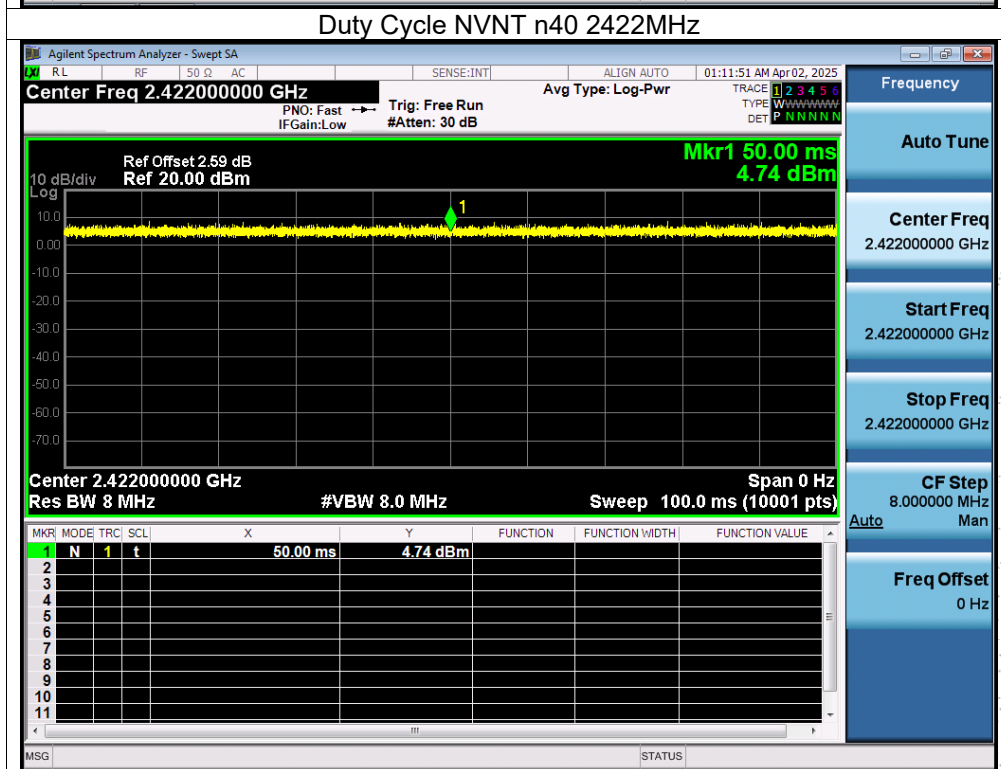 Duty Cycle NVNT n40 2422MHz
Agilent Spectrum Analyzer - Swept SA
LXI RL RF 50 Ω AC SENSE:INT ALIGN AUTO 01:11:51 AM Apr 02, 2025
Center Freq 2.422000000 GHz
PNO: Fast
IFGain:Low
Trig: Free Run
#Atten: 30 dB
Avg Type: Log-Pwr
TRACE 1 2 3 4 5 6
TYPE WWWWWW
DET P N N N N N
Mkr1 50.00 ms
4.74 dBm
Ref Offset 2.59 dB
10 dB/div Ref 20.00 dBm
Log
1
10.0
0.00
-10.0
-20.0
-30.0
-40.0
-50.0
-60.0
-70.0
Center 2.422000000 GHz Span 0 Hz
Res BW 8 MHz #VBW 8.0 MHz Sweep 100.0 ms (10001 pts)
MKR MODE TRC SCL X Y FUNCTION FUNCTION WIDTH FUNCTION VALUE
1 N 1 t 50.00 ms 4.74 dBm
2
3
4
5
6
7
8
9
10
11
MSG STATUS
Frequency
Auto Tune
Center Freq
2.422000000 GHz
Start Freq
2.422000000 GHz
Stop Freq
2.422000000 GHz
CF Step
8.000000 MHz
Auto Man
Freq Offset
0 Hz